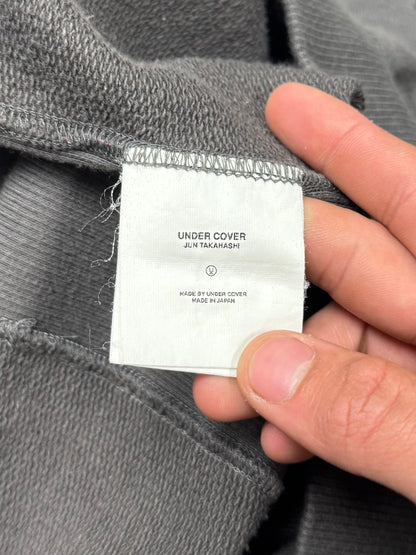 UNDER COVER
JUN TAKAHASHI
U
MADE BY UNDER COVER
MADE IN JAPAN